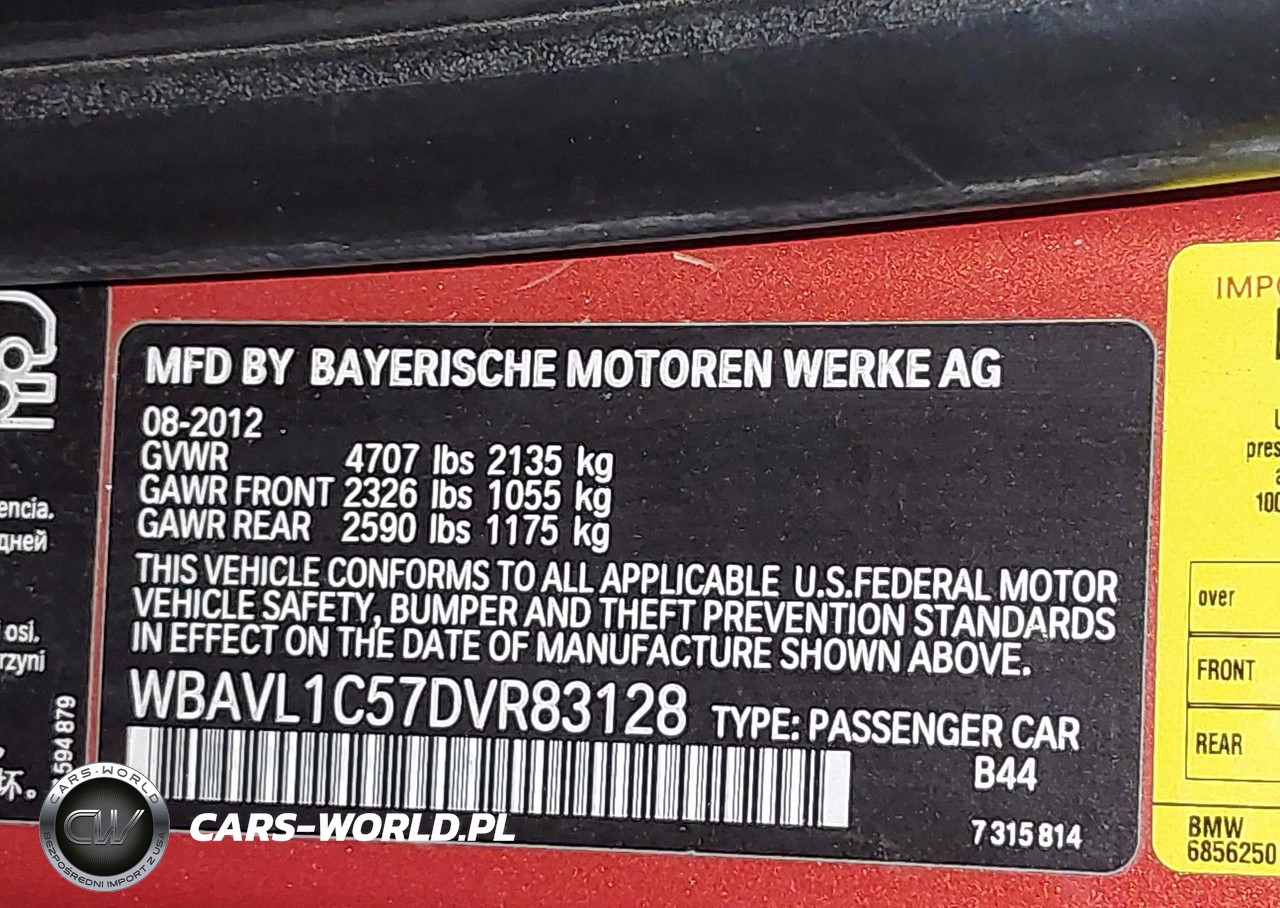 MFD BY BAYERISCHE MOTOREN WERKE AG
08-2012
GVWR 4707 lbs 2135 kg
GAWR FRONT 2326 lbs 1055 kg
GAWR REAR 2590 lbs 1175 kg
THIS VEHICLE CONFORMS TO ALL APPLICABLE U.S.FEDERAL MOTOR
VEHICLE SAFETY, BUMPER AND THEFT PREVENTION STANDARDS
IN EFFECT ON THE DATE OF MANUFACTURE SHOWN ABOVE.
WBAVL1C57DVR83128 TYPE: PASSENGER CAR
B44
7 315 814
encia.
дней
osi.
rzyni
594 879
IMP
pres
100
over
FRONT
REAR
BMW
6856250
CARS-WORLD
CW
BEZPOŚREDNI IMPORT Z USA
CARS-WORLD.PL